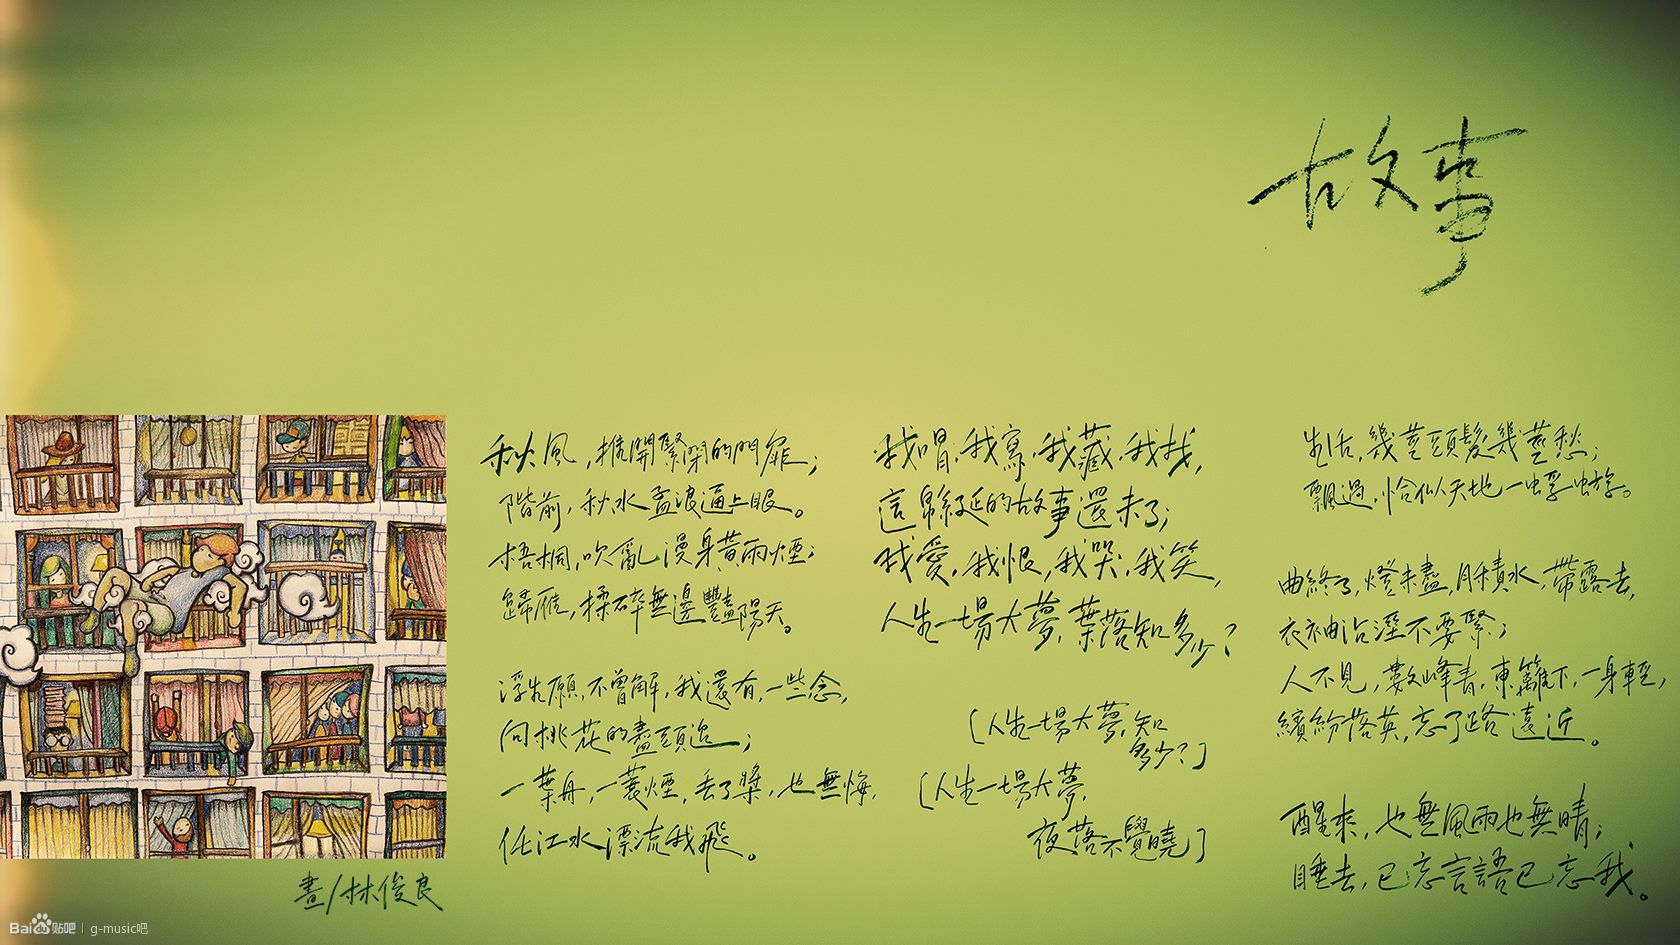 故事
秋風，推開緊閉的門扉；
階前，秋水孟浪逼上眼。
梧桐，吹亂漫身黃雨煙；
歸雁，揉碎無邊豔陽天。
浮生願，不曾解，我還有，一些念，
向桃花的盡頭追；
一葉舟，一蓑煙，丟了槳，也無悔，
任江水漂流我飛。
我唱，我寫，我藏，我找，
這綿延的故事還未了；
我愛，我恨，我哭，我笑，
人生一場大夢，葉落知多少？
〔人生一場大夢，知
多少？〕
〔人生一場大夢，
夜落不覺曉〕
生活，幾莖頭髮幾莖愁；
飄過，恰似天地一蜉蝣。
曲終了，燈未盡，月積水，帶露去，
衣袖沾溼不要緊；
人不見，數峰青，東籬下，一身輕，
繽紛落英，忘了路遠近。
醒來，也無風雨也無晴；
睡去，已忘言語已忘我。
畫/林俊良
Bai貼吧 | g-music吧